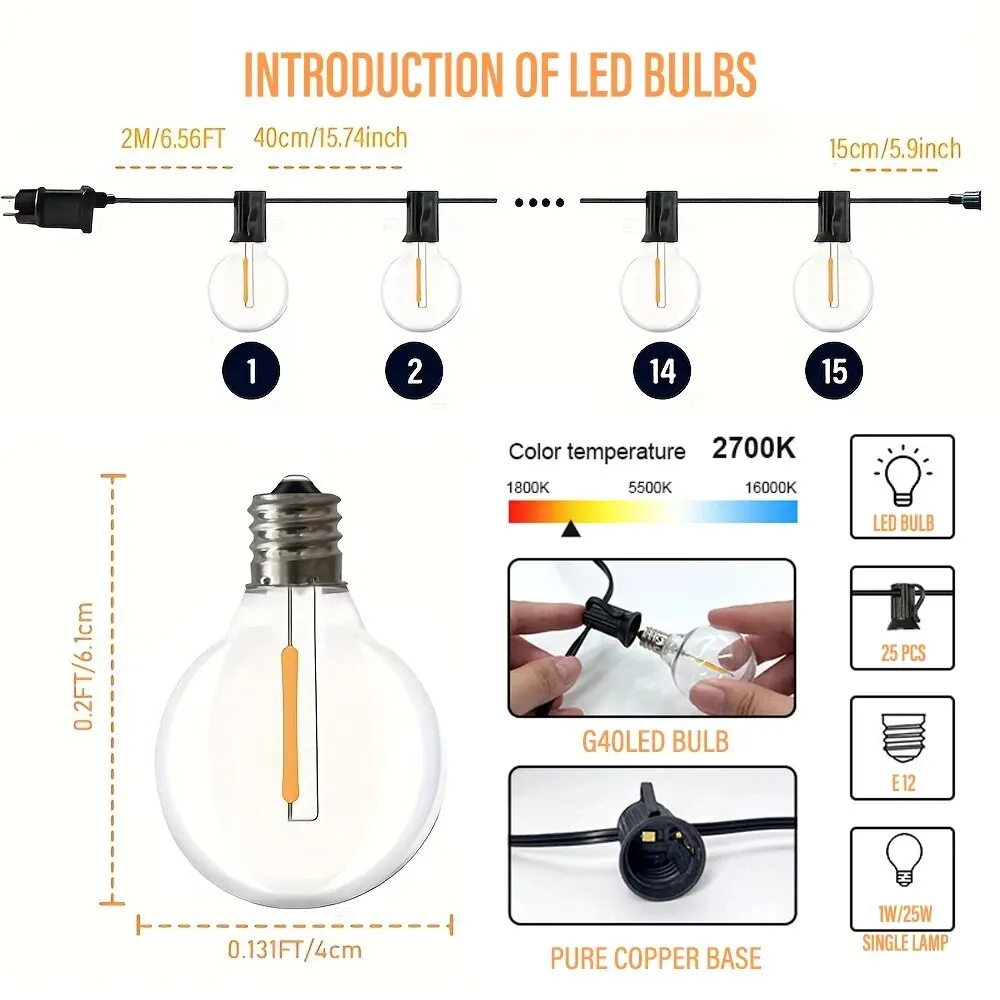 INTRODUCTION OF LED BULBS
2M/6.56FT
40cm/15.74inch
15cm/5.9inch
1
2
14
15
Color temperature 2700K
1800K 5500K 16000K
LED BULB
25 PCS
0.2FT/6.1cm
G40LED BULB
E12
0.131FT/4cm
PURE COPPER BASE
1W/25W
SINGLE LAMP